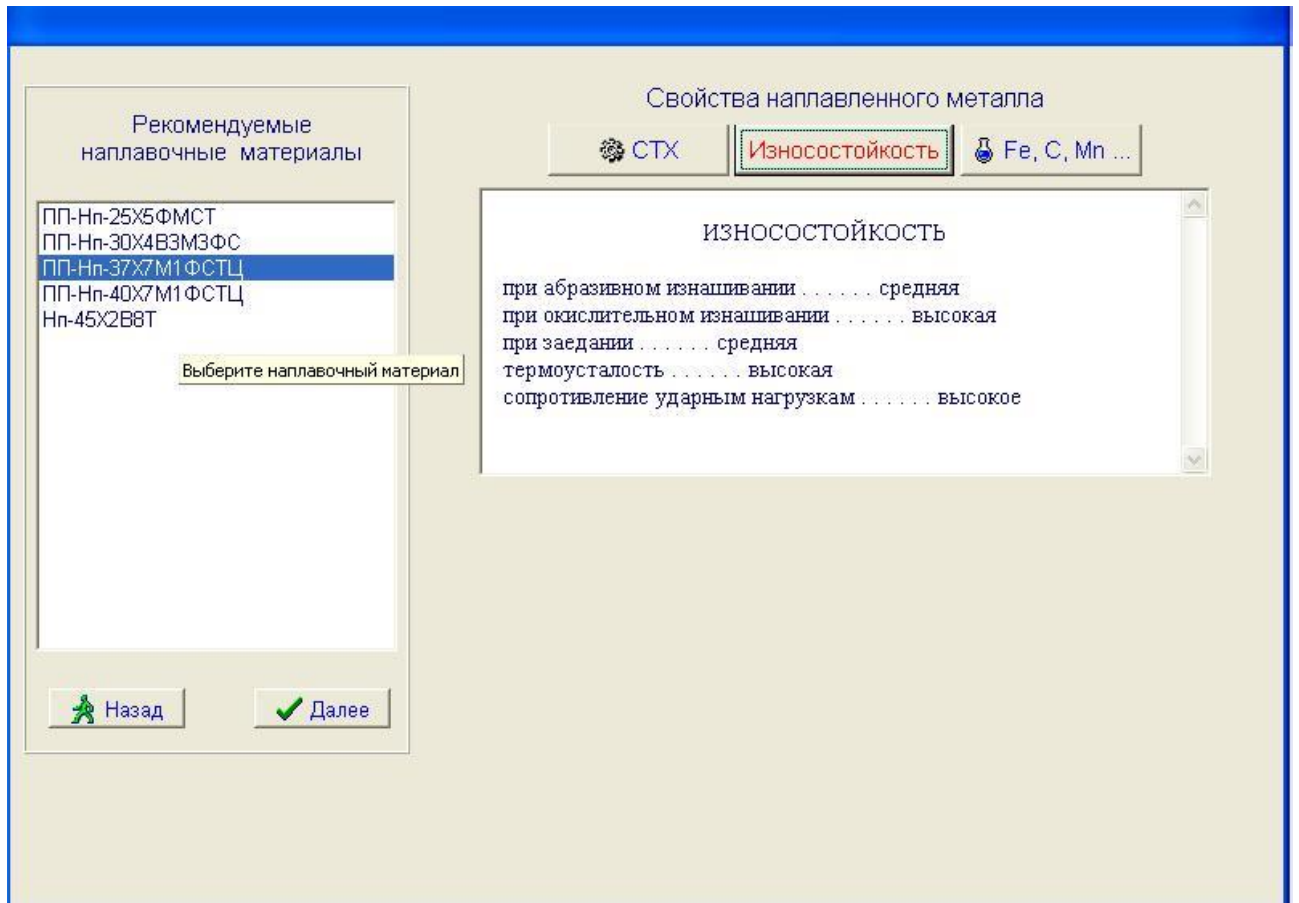 Рекомендуемые
наплавочные материалы
ПП-Нп-25Х5ФМСТ
ПП-Нп-30Х4В3М3ФС
ПП-Нп-37Х7М1ФСТЦ
ПП-Нп-40Х7М1ФСТЦ
Нп-45Х2В8Т
Выберите наплавочный материал
Назад
Далее
Свойства наплавленного металла
СТХ
Износостойкость
Fe, C, Mn ...
ИЗНОСОСТОЙКОСТЬ
при абразивном изнашивании . . . . . . средняя
при окислительном изнашивании . . . . . . высокая
при заедании . . . . . . средняя
термоусталость . . . . . . высокая
сопротивление ударным нагрузкам . . . . . . высокое